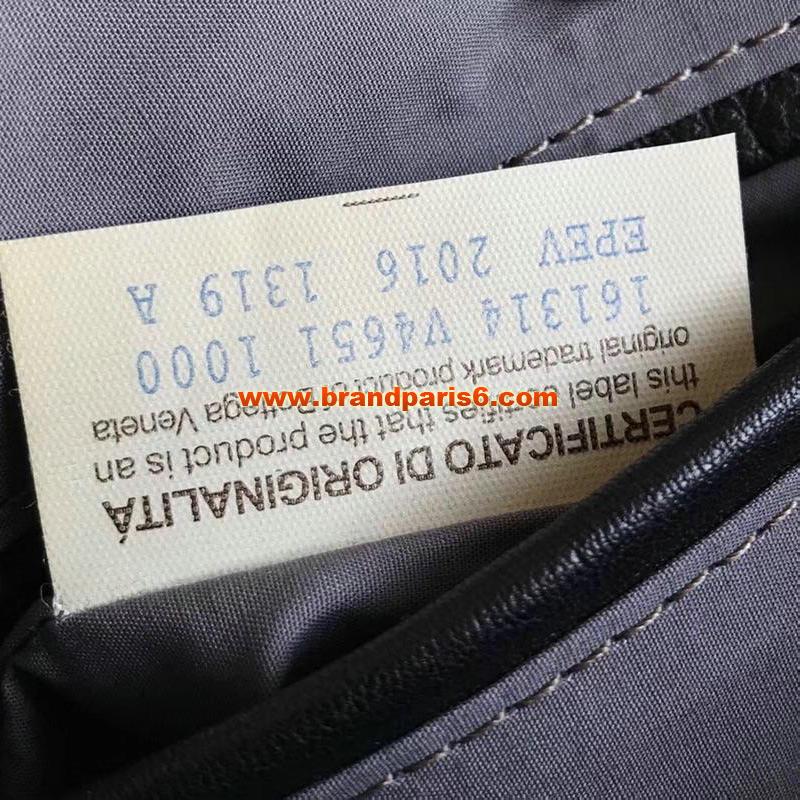 CERTIFICATO DI ORIGINALITÁ
this label certifies that the product is an
original trademark product of Bottega Veneta
161314 V4651 1000
EPEV 2016 1319 A
www.brandparis6.com